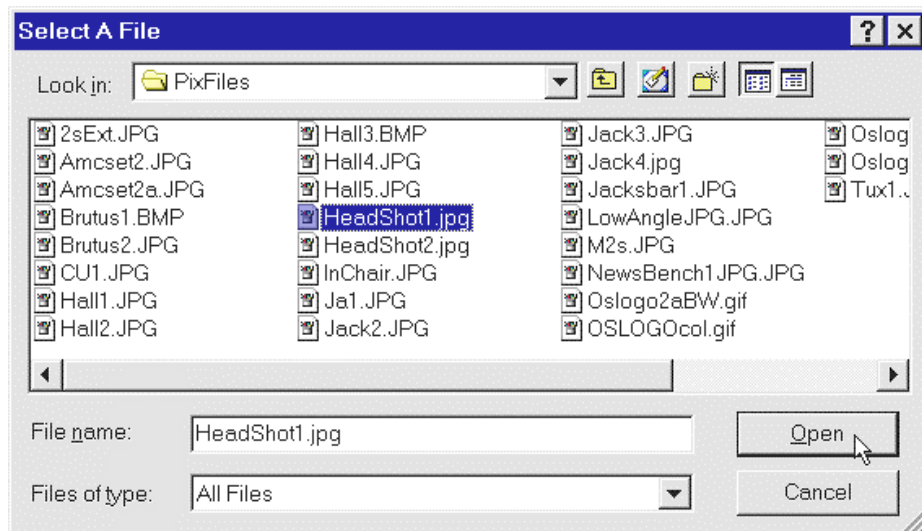 Select A File
Look in: PixFiles
2sExt.JPG
Amcset2.JPG
Amcset2a.JPG
Brutus1.BMP
Brutus2.JPG
CU1.JPG
Hall1.JPG
Hall2.JPG
Hall3.BMP
Hall4.JPG
Hall5.JPG
HeadShot1.jpg
HeadShot2.jpg
InChair.JPG
Ja1.JPG
Jack2.JPG
Jack3.JPG
Jack4.jpg
Jacksbar1.JPG
LowAngleJPG.JPG
M2s.JPG
NewsBench1JPG.JPG
Oslogo2aBW.gif
OSLOGOcol.gif
Oslog
Oslog
Tux1.J
File name: HeadShot1.jpg
Open
Files of type: All Files
Cancel